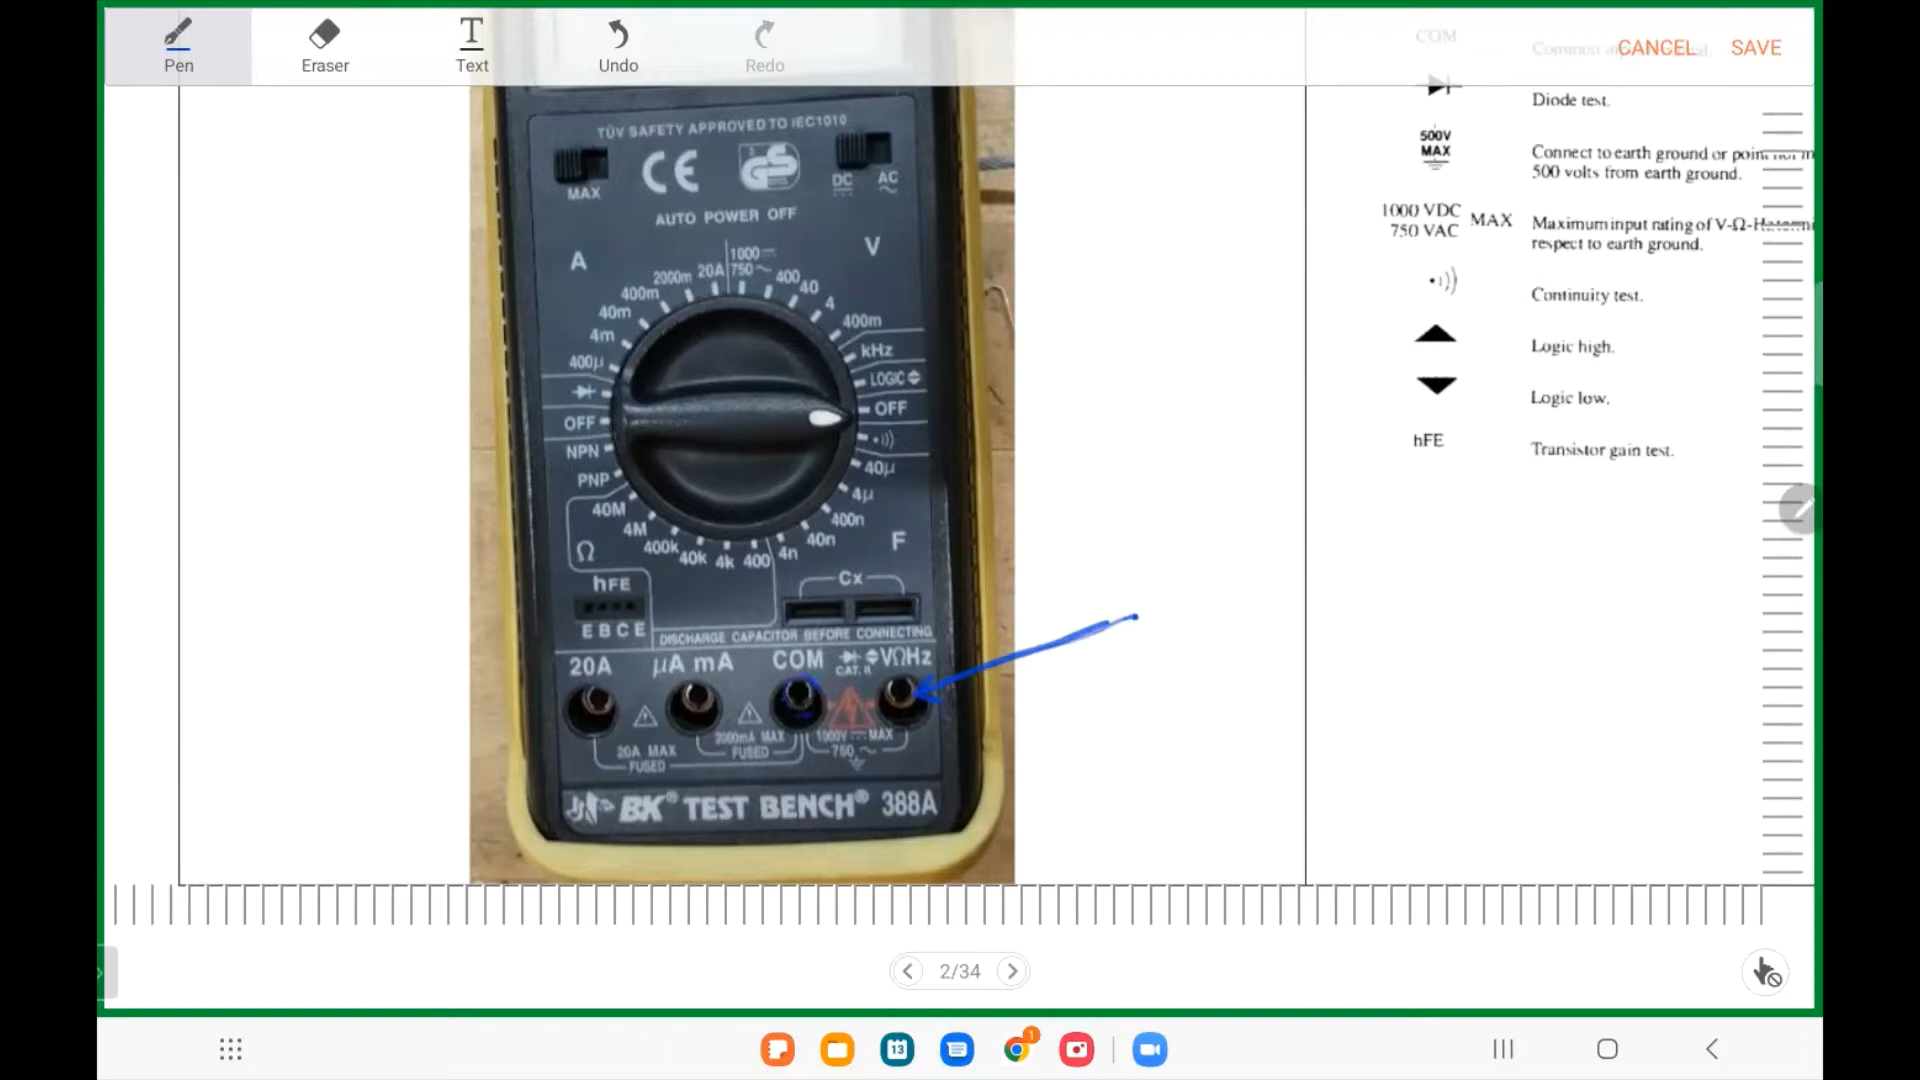 Pen
Eraser
T
Text
Undo
Redo
CANCEL
SAVE
COM
Diode test.
500V
MAX
Connect to earth ground or point
500 volts from earth ground.
1000 VDC
750 VAC
MAX
Maximum input rating of V-Ω-H
respect to earth ground.
Continuity test.
Logic high.
Logic low.
hFE
Transistor gain test.
TÜV SAFETY APPROVED TO IEC1010
MAX
CE
GS
DC
AC
AUTO POWER OFF
A
V
1000
750
20A
2000m
400m
40m
4m
400µ
OFF
NPN
PNP
40M
4M
400k
40k
4k
400
Ω
400
40
4
400m
kHz
LOGIC
OFF
40µ
4µ
400n
40n
4n
F
hFE
E B C E
Cx
DISCHARGE CAPACITOR BEFORE CONNECTING
20A
µA mA
COM
VΩHz
CAT. II
2000mA MAX
FUSED
20A MAX
FUSED
1000V MAX
750
BK® TEST BENCH® 388A
2/34
13
1